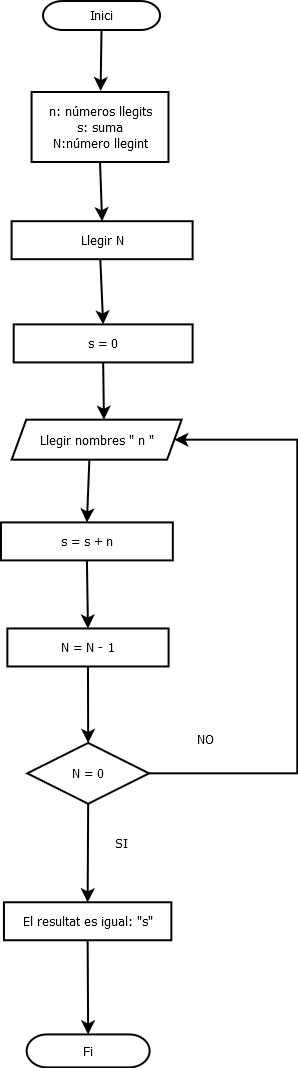 Inici
n: números llegits
s: suma
N:número llegint
Llegir N
s = 0
Llegir nombres " n "
s = s + n
N = N - 1
N = 0
NO
SI
El resultat es igual: "s"
Fi